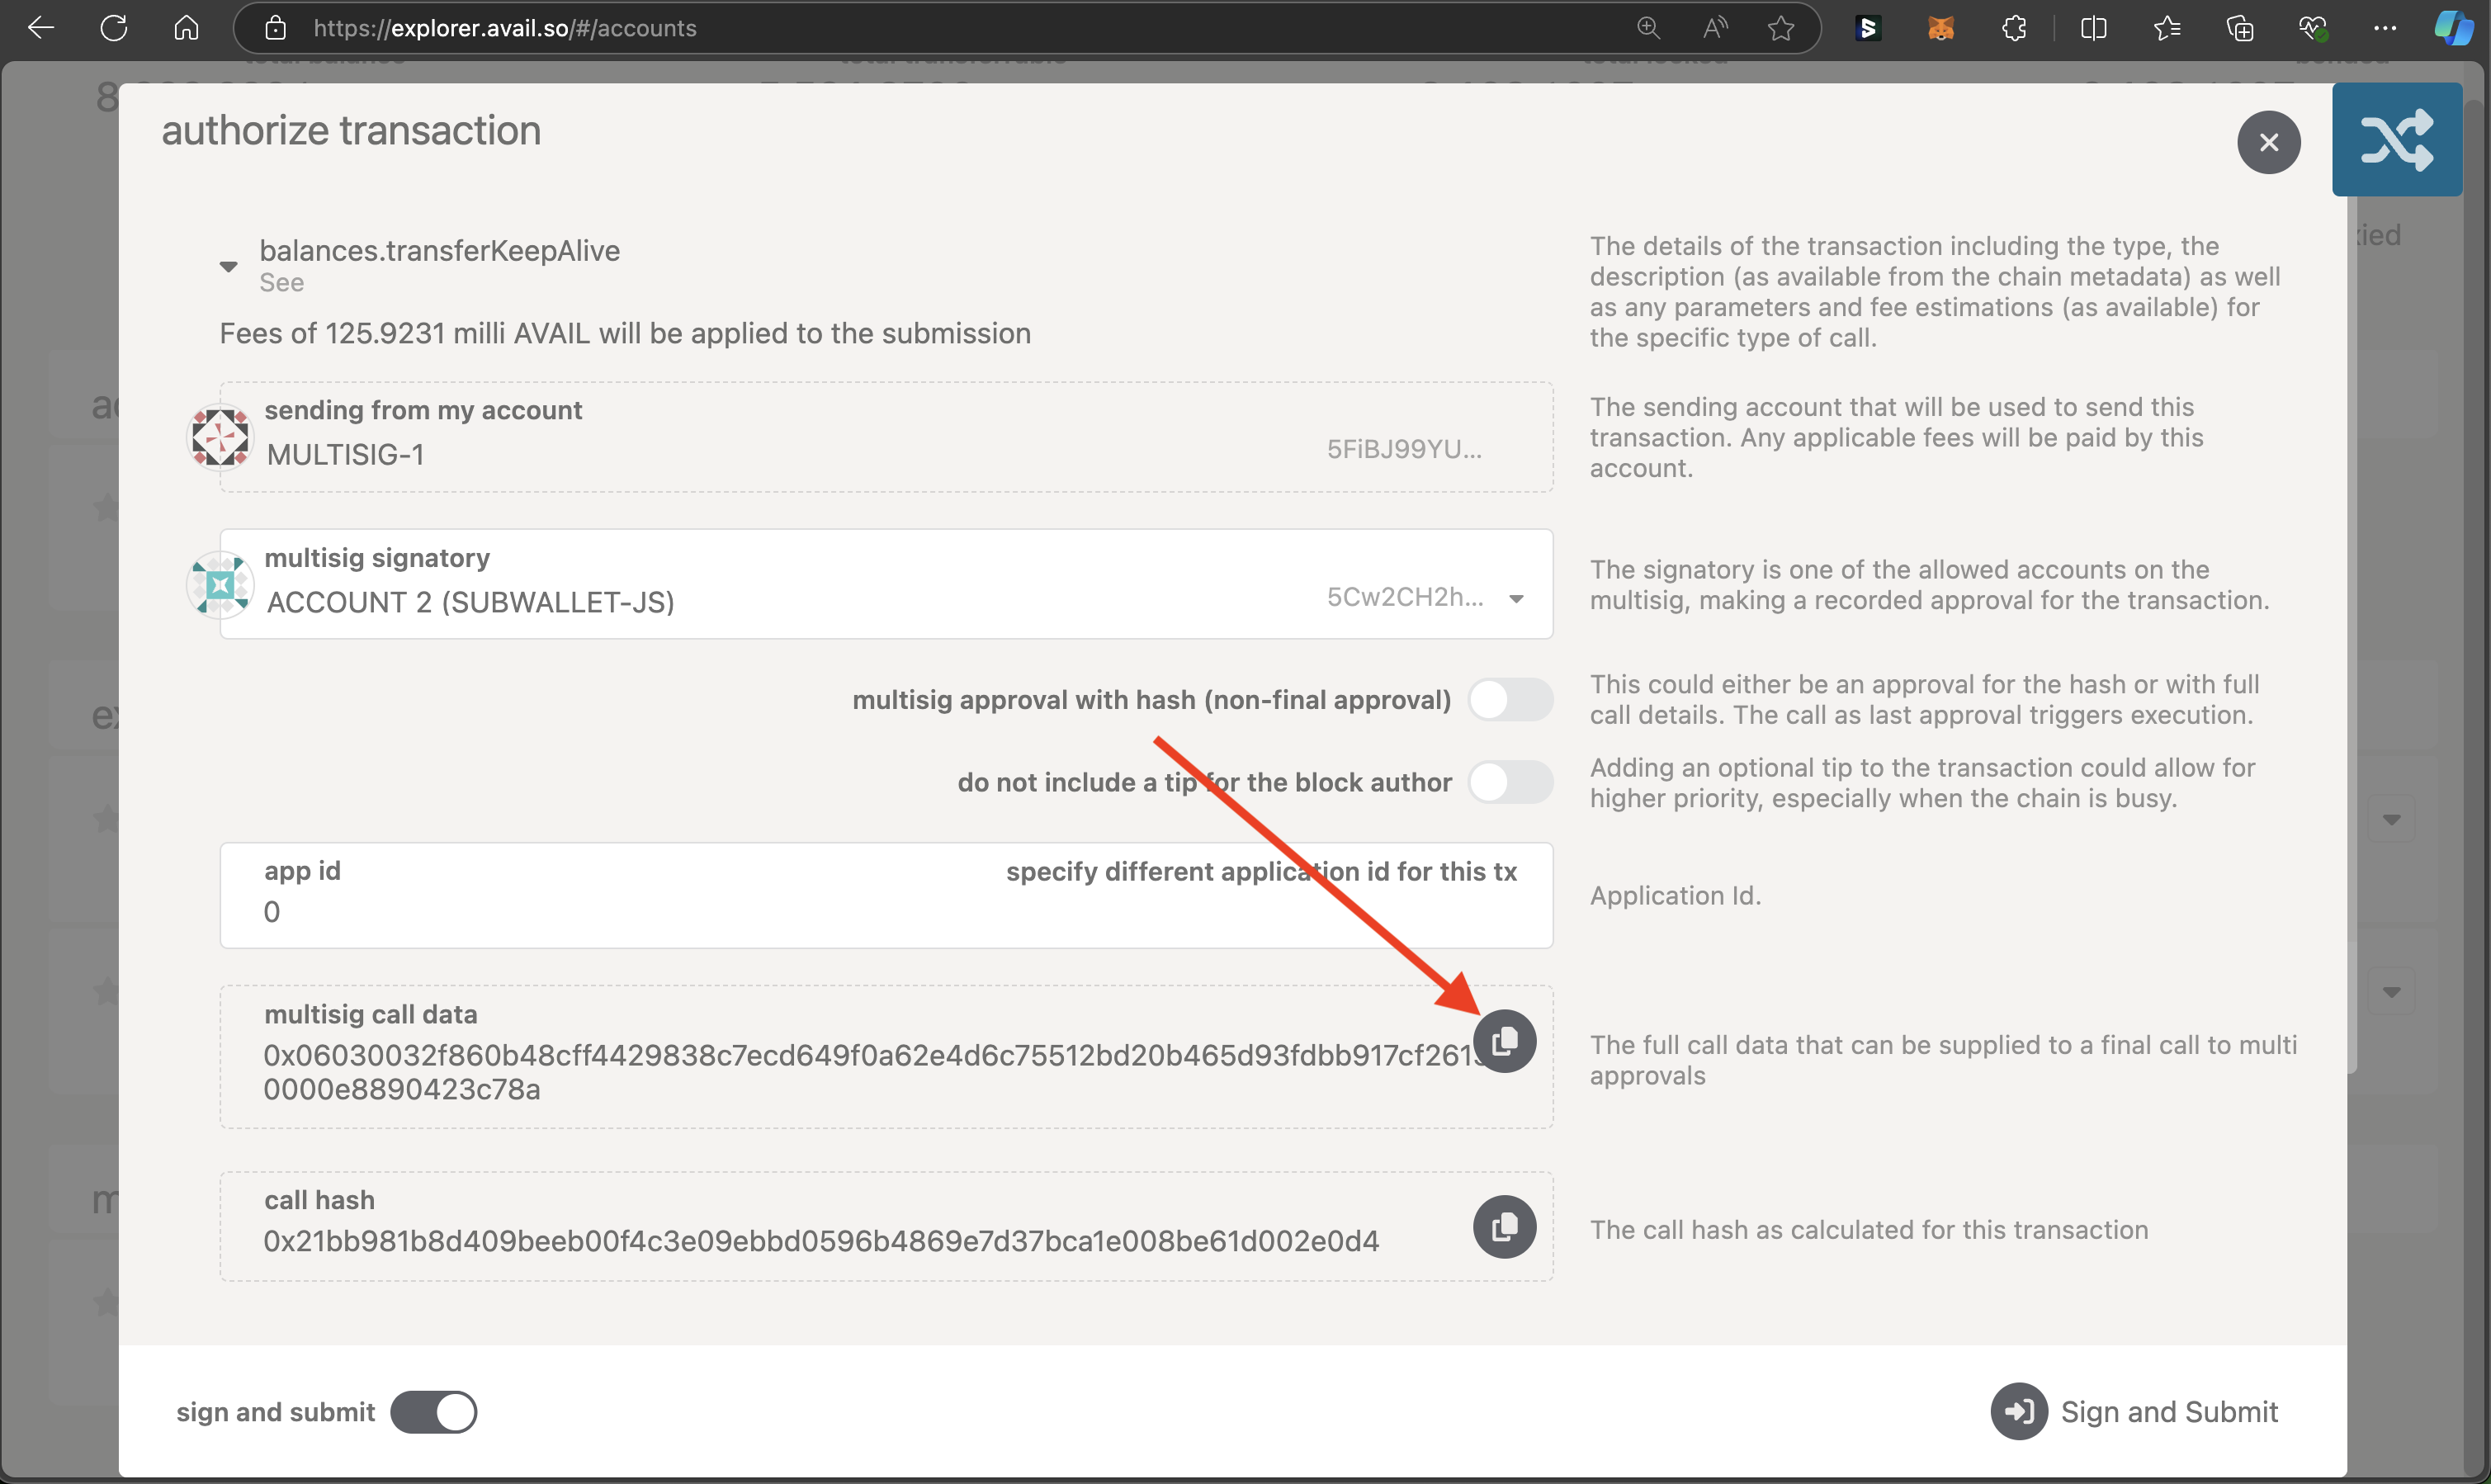 https://explorer.avail.so/#/accounts
authorize transaction
balances.transferKeepAlive
See
Fees of 125.9231 milli AVAIL will be applied to the submission
The details of the transaction including the type, the
description (as available from the chain metadata) as well
as any parameters and fee estimations (as available) for
the specific type of call.
sending from my account
MULTISIG-1
5FiBJ99YU...
The sending account that will be used to send this
transaction. Any applicable fees will be paid by this
account.
multisig signatory
ACCOUNT 2 (SUBWALLET-JS)
5Cw2CH2h...
The signatory is one of the allowed accounts on the
multisig, making a recorded approval for the transaction.
multisig approval with hash (non-final approval)
This could either be an approval for the hash or with full
call details. The call as last approval triggers execution.
do not include a tip for the block author
Adding an optional tip to the transaction could allow for
higher priority, especially when the chain is busy.
app id
specify different application id for this tx
0
Application Id.
multisig call data
0x06030032f860b48cff4429838c7ecd649f0a62e4d6c75512bd20b465d93fdbb917cf261
0000e8890423c78a
The full call data that can be supplied to a final call to multi
approvals
call hash
0x21bb981b8d409beeb00f4c3e09ebbd0596b4869e7d37bca1e008be61d002e0d4
The call hash as calculated for this transaction
sign and submit
Sign and Submit